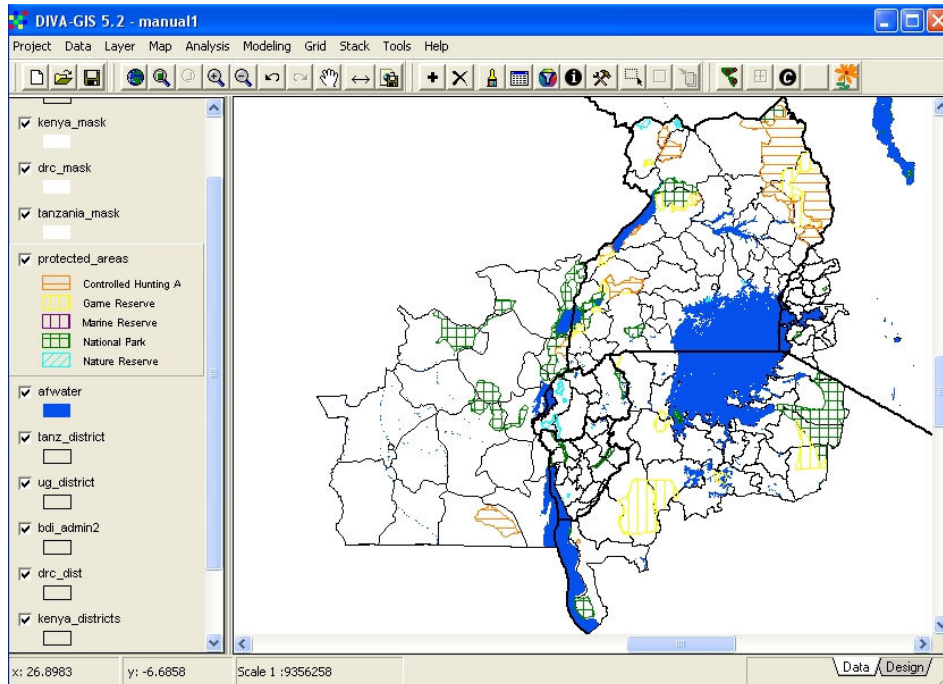 DIVA-GIS 5.2 - manual1
Project Data Layer Map Analysis Modeling Grid Stack Tools Help
kenya_mask
drc_mask
tanzania_mask
protected_areas
Controlled Hunting A
Game Reserve
Marine Reserve
National Park
Nature Reserve
afwater
tanz_district
ug_district
bdi_admin2
drc_dist
kenya_districts
x: 26.8983 y: -6.6858 Scale 1 :9356258 Data Design